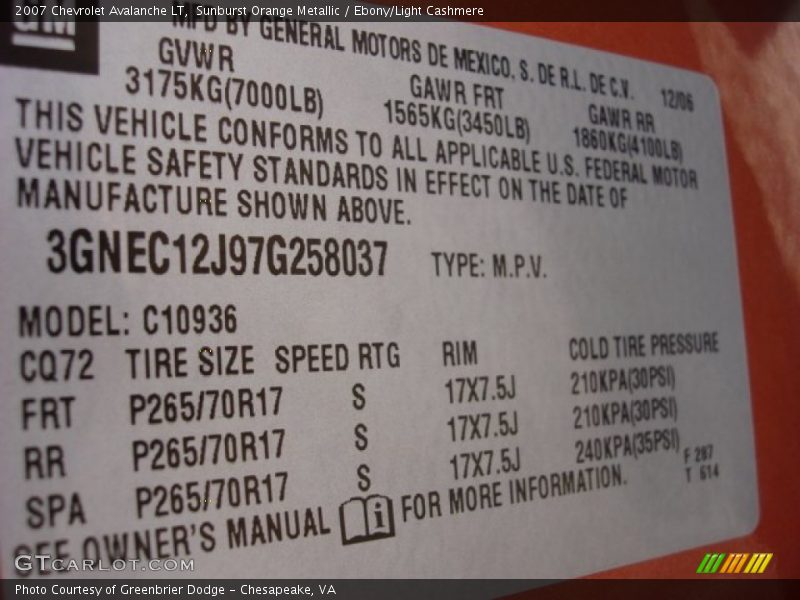 2007 Chevrolet Avalanche LT, Sunburst Orange Metallic / Ebony/Light Cashmere
GM
MFD BY GENERAL MOTORS DE MEXICO, S. DE R.L. DE C.V. 12/06
GVWR GAWR FRT GAWR RR
3175KG(7000LB) 1565KG(3450LB) 1860KG(4100LB)
THIS VEHICLE CONFORMS TO ALL APPLICABLE U.S. FEDERAL MOTOR
VEHICLE SAFETY STANDARDS IN EFFECT ON THE DATE OF
MANUFACTURE SHOWN ABOVE.
3GNEC12J97G258037 TYPE: M.P.V.
MODEL: C10936
CQ72 TIRE SIZE SPEED RTG RIM COLD TIRE PRESSURE
FRT P265/70R17 S 17X7.5J 210KPA(30PSI)
RR P265/70R17 S 17X7.5J 210KPA(30PSI)
SPA P265/70R17 S 17X7.5J 240KPA(35PSI)
F 287
T 614
SEE OWNER'S MANUAL i FOR MORE INFORMATION.
GTCARLOT.COM
Photo Courtesy of Greenbrier Dodge - Chesapeake, VA